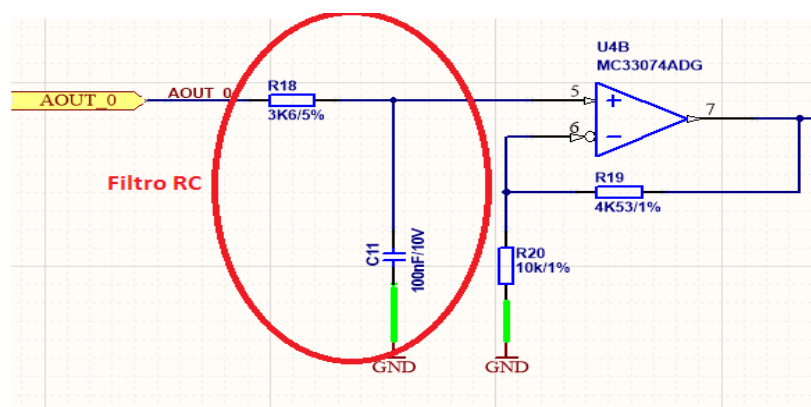 U4B
MC33074ADG
AOUT_0
AOUT_0
R18
3K6/5%
5
+
7
6
-
Filtro RC
R19
4K53/1%
C11
100nF/10V
R20
10k/1%
GND
GND